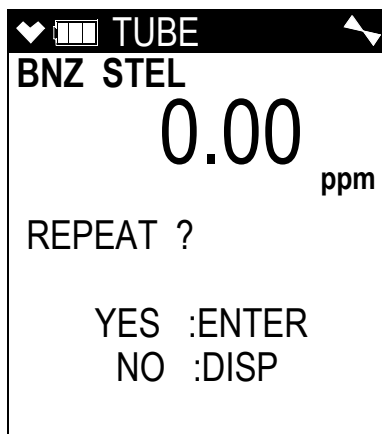 TUBE
BNZ STEL
0.00
ppm
REPEAT ?
YES :ENTER
NO :DISP